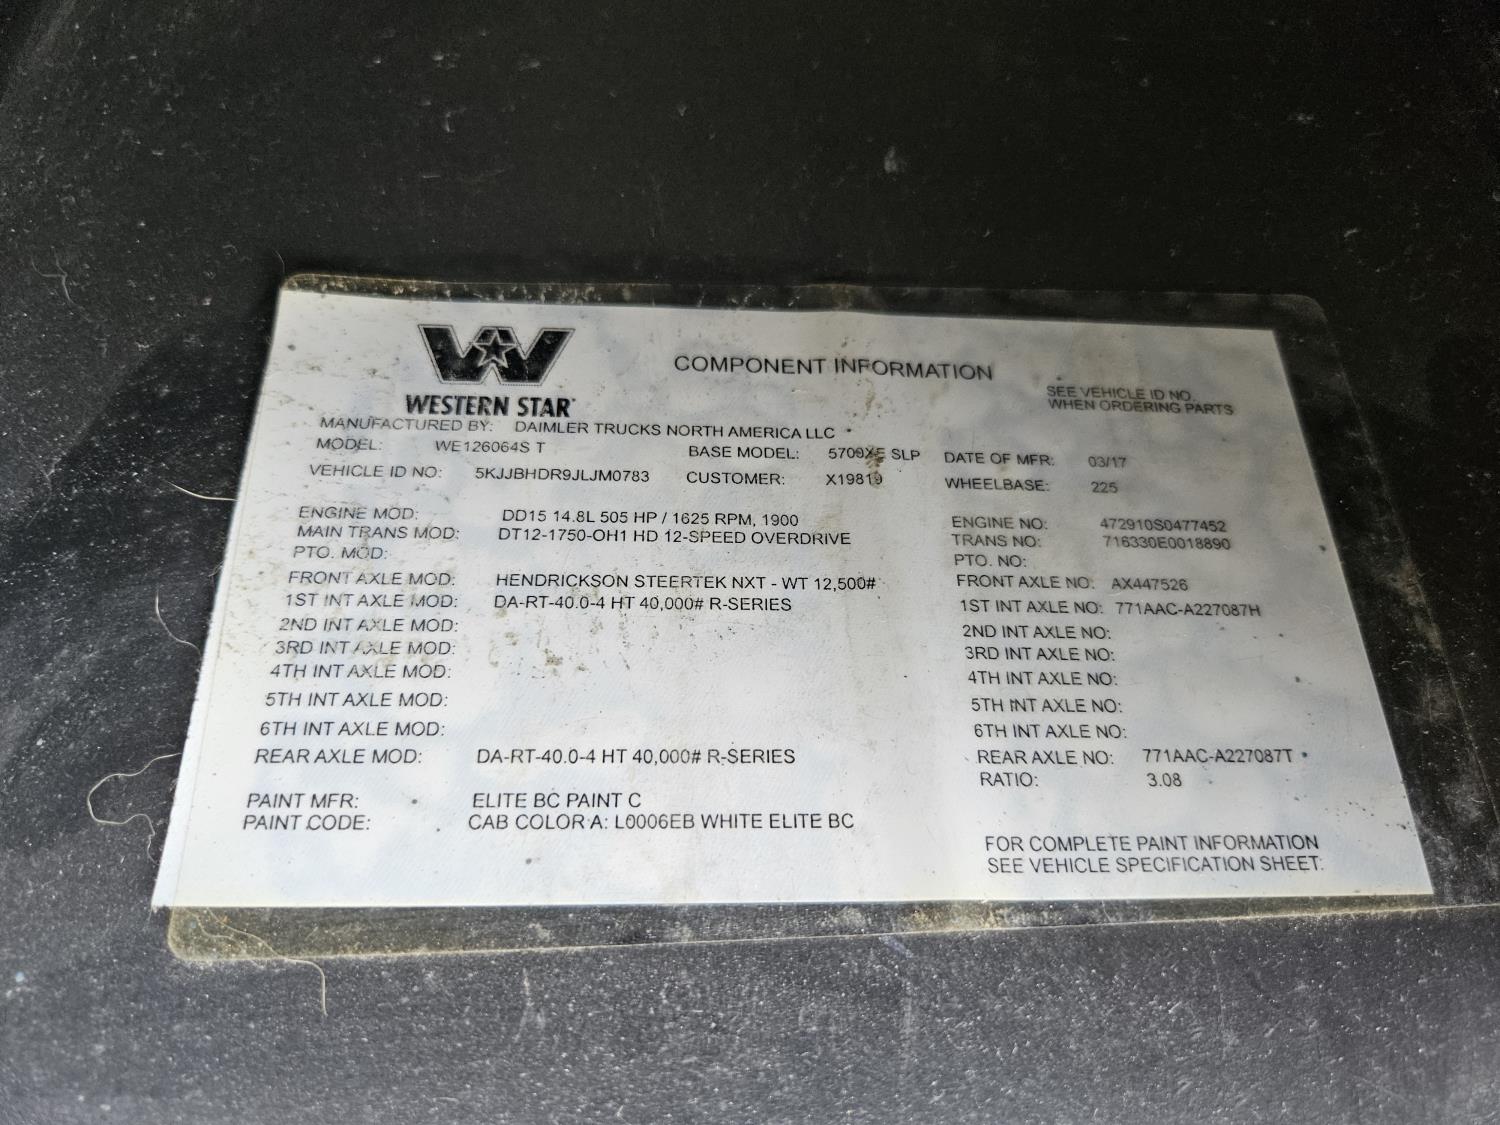 WESTERN STAR
COMPONENT INFORMATION
SEE VEHICLE ID NO.
WHEN ORDERING PARTS
MANUFACTURED BY: DAIMLER TRUCKS NORTH AMERICA LLC
MODEL: WE126064S T BASE MODEL: 5700XE SLP DATE OF MFR: 03/17
VEHICLE ID NO: 5KJJBHDR9JLJM0783 CUSTOMER: X19819 WHEELBASE: 225
ENGINE MOD: DD15 14.8L 505 HP / 1625 RPM, 1900 ENGINE NO: 472910S0477452
MAIN TRANS MOD: DT12-1750-OH1 HD 12-SPEED OVERDRIVE TRANS NO: 716330E0018890
PTO. MOD: PTO. NO:
FRONT AXLE MOD: HENDRICKSON STEERTEK NXT - WT 12,500# FRONT AXLE NO: AX447526
1ST INT AXLE MOD: DA-RT-40.0-4 HT 40,000# R-SERIES 1ST INT AXLE NO: 771AAC-A227087H
2ND INT AXLE MOD: 2ND INT AXLE NO:
3RD INT AXLE MOD: 3RD INT AXLE NO:
4TH INT AXLE MOD: 4TH INT AXLE NO:
5TH INT AXLE MOD: 5TH INT AXLE NO:
6TH INT AXLE MOD: 6TH INT AXLE NO:
REAR AXLE MOD: DA-RT-40.0-4 HT 40,000# R-SERIES REAR AXLE NO: 771AAC-A227087T
RATIO: 3.08
PAINT MFR: ELITE BC PAINT C
PAINT CODE: CAB COLOR A: L0006EB WHITE ELITE BC
FOR COMPLETE PAINT INFORMATION
SEE VEHICLE SPECIFICATION SHEET.